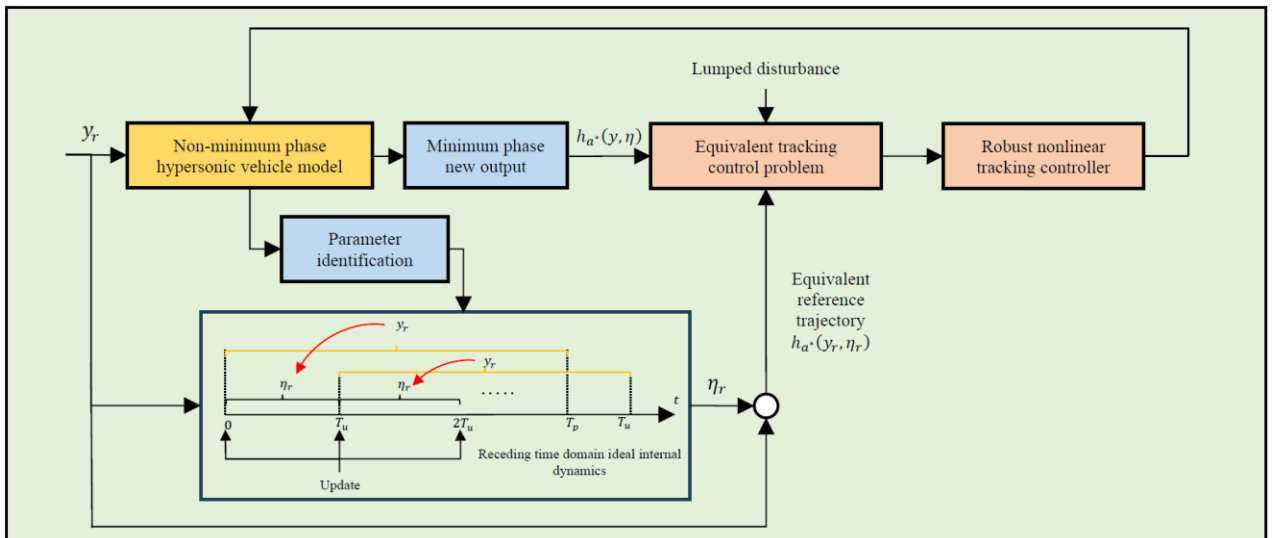 Lumped disturbance
y_r
Non-minimum phase
hypersonic vehicle model
Minimum phase
new output
h_{a*}(y, η)
Equivalent tracking
control problem
Robust nonlinear
tracking controller
Parameter
identification
Equivalent
reference
trajectory
h_{a*}(y_r, η_r)
y_r
y_r
η_r
η_r
.....
t
0
T_u
2T_u
T_p
T_u
Receding time domain ideal internal
dynamics
Update
η_r